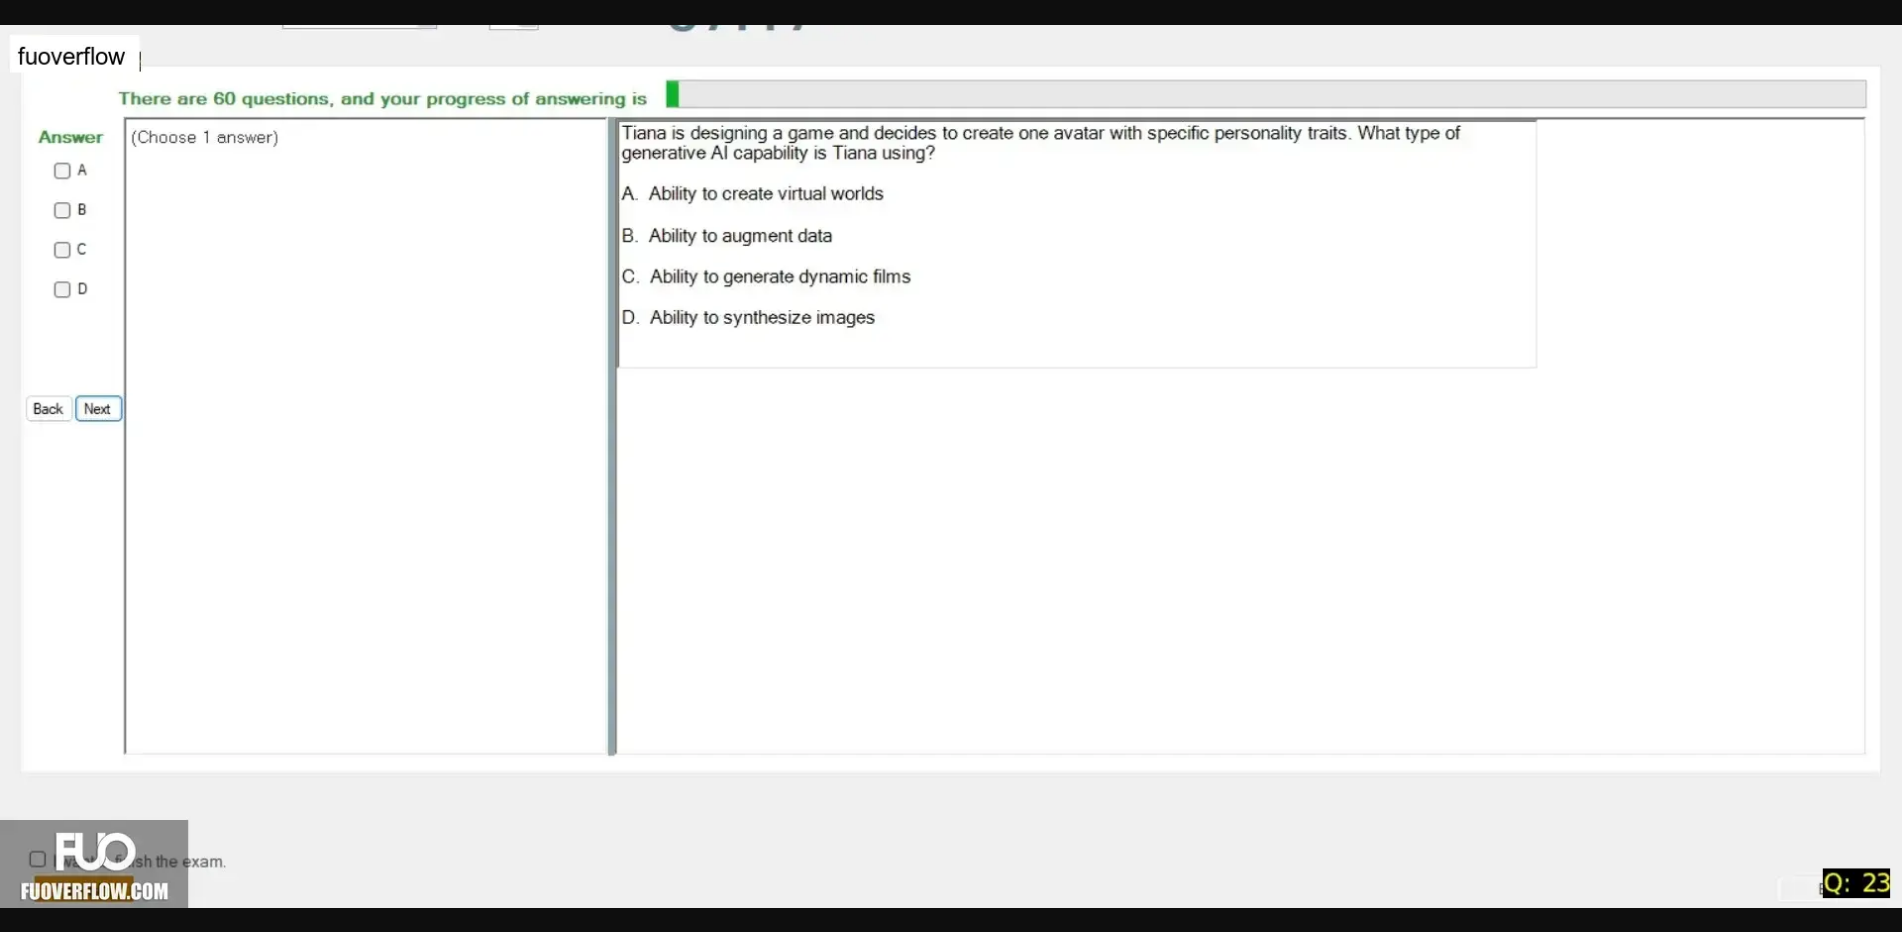 fuoverflow
There are 60 questions, and your progress of answering is
Answer
(Choose 1 answer)
A
B
C
D
Back
Next
Tiana is designing a game and decides to create one avatar with specific personality traits. What type of
generative AI capability is Tiana using?
A. Ability to create virtual worlds
B. Ability to augment data
C. Ability to generate dynamic films
D. Ability to synthesize images
FUO
the exam.
FUOVERFLOW.COM
Q: 23